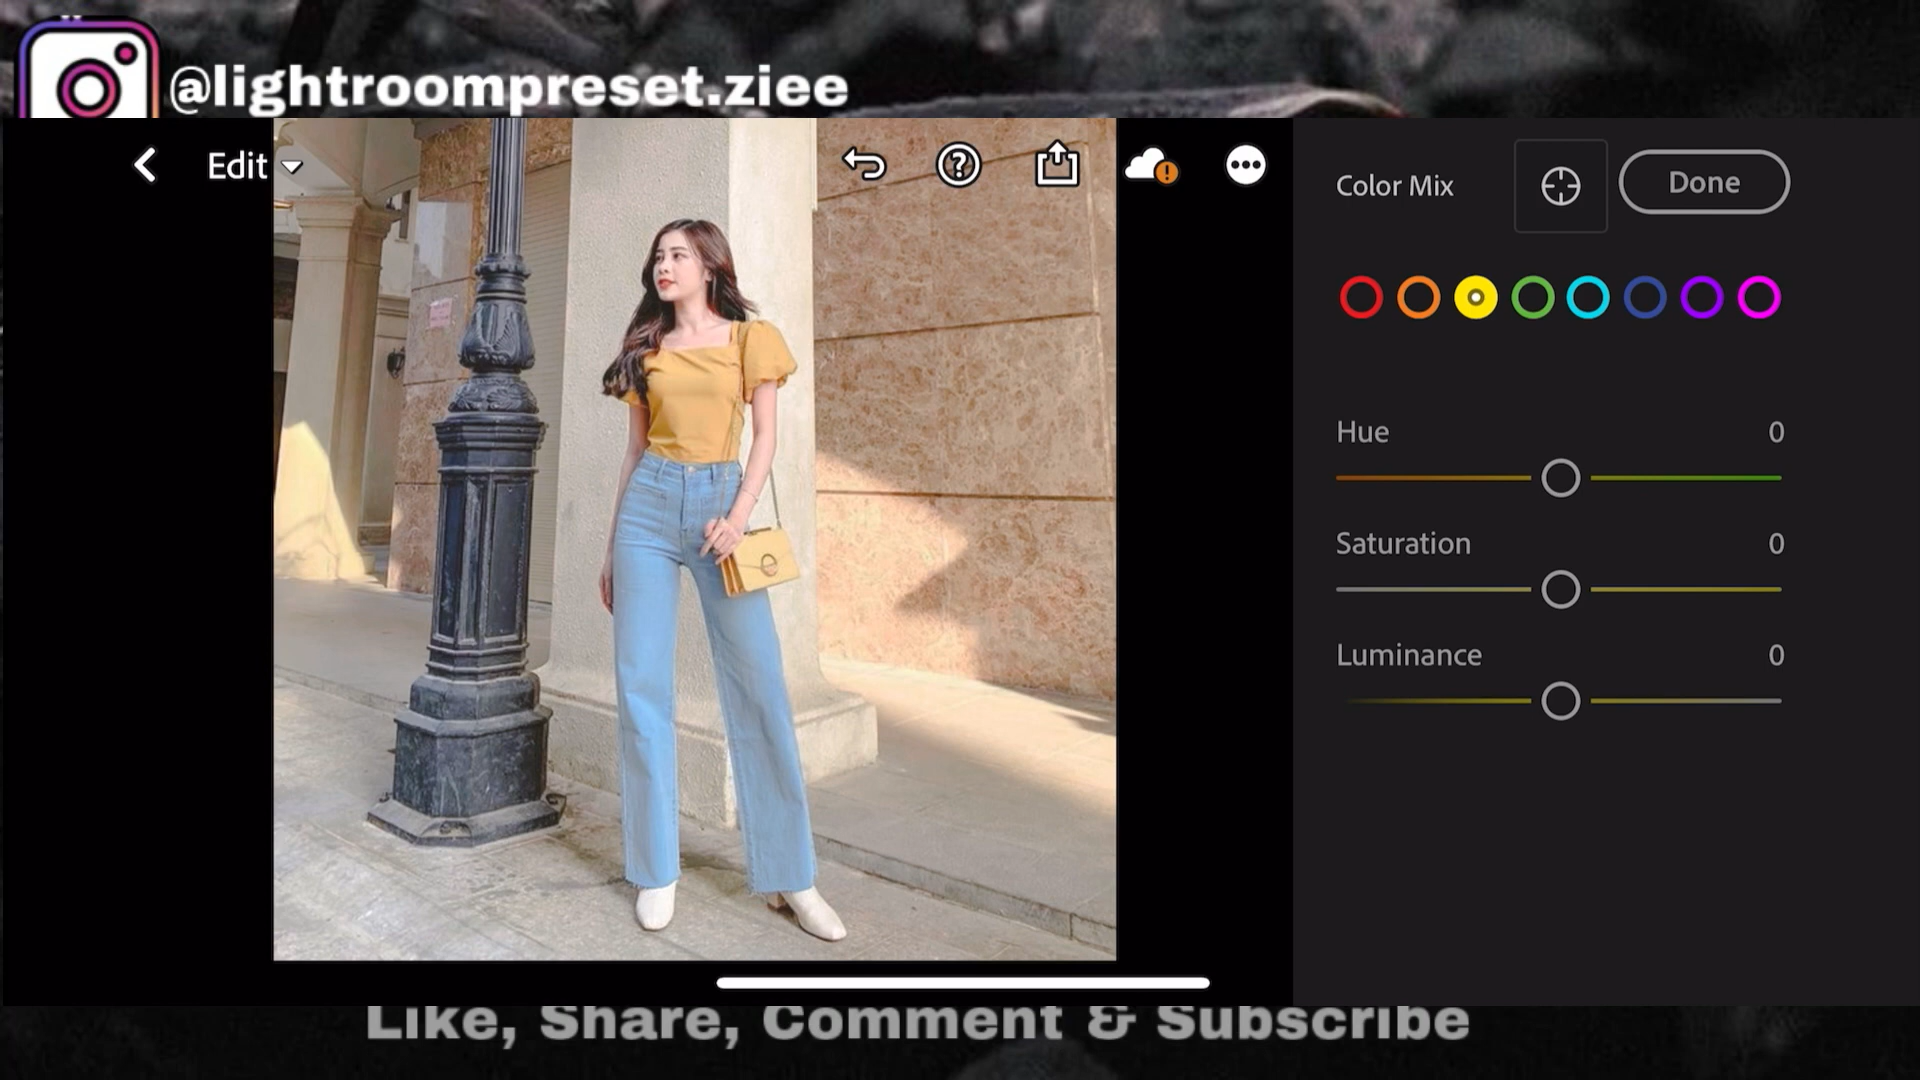 @lightroompreset.ziee
Edit
Color Mix
Done
Hue 0
Saturation 0
Luminance 0
Like, Share, Comment & Subscribe